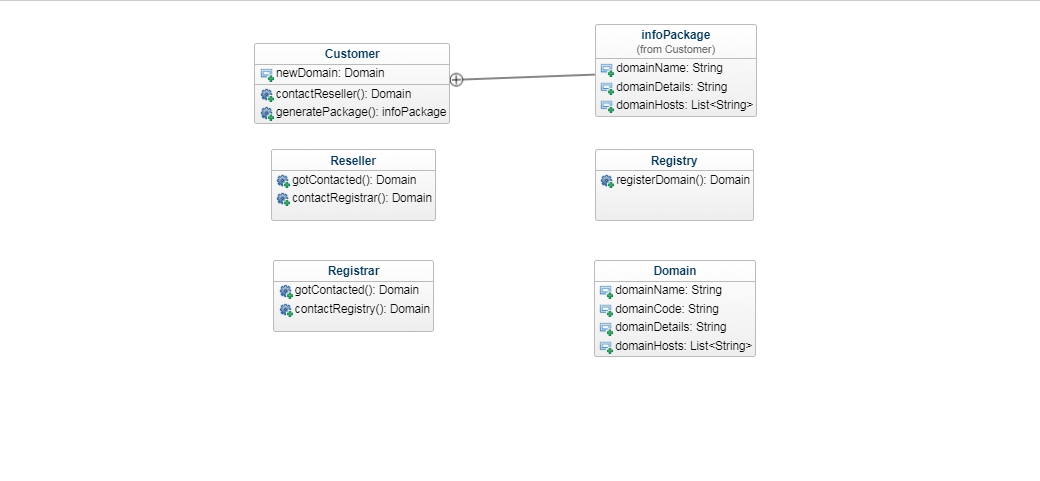 Customer
newDomain: Domain
contactReseller(): Domain
generatePackage(): infoPackage
infoPackage
(from Customer)
domainName: String
domainDetails: String
domainHosts: List<String>
Reseller
gotContacted(): Domain
contactRegistrar(): Domain
Registry
registerDomain(): Domain
Registrar
gotContacted(): Domain
contactRegistry(): Domain
Domain
domainName: String
domainCode: String
domainDetails: String
domainHosts: List<String>